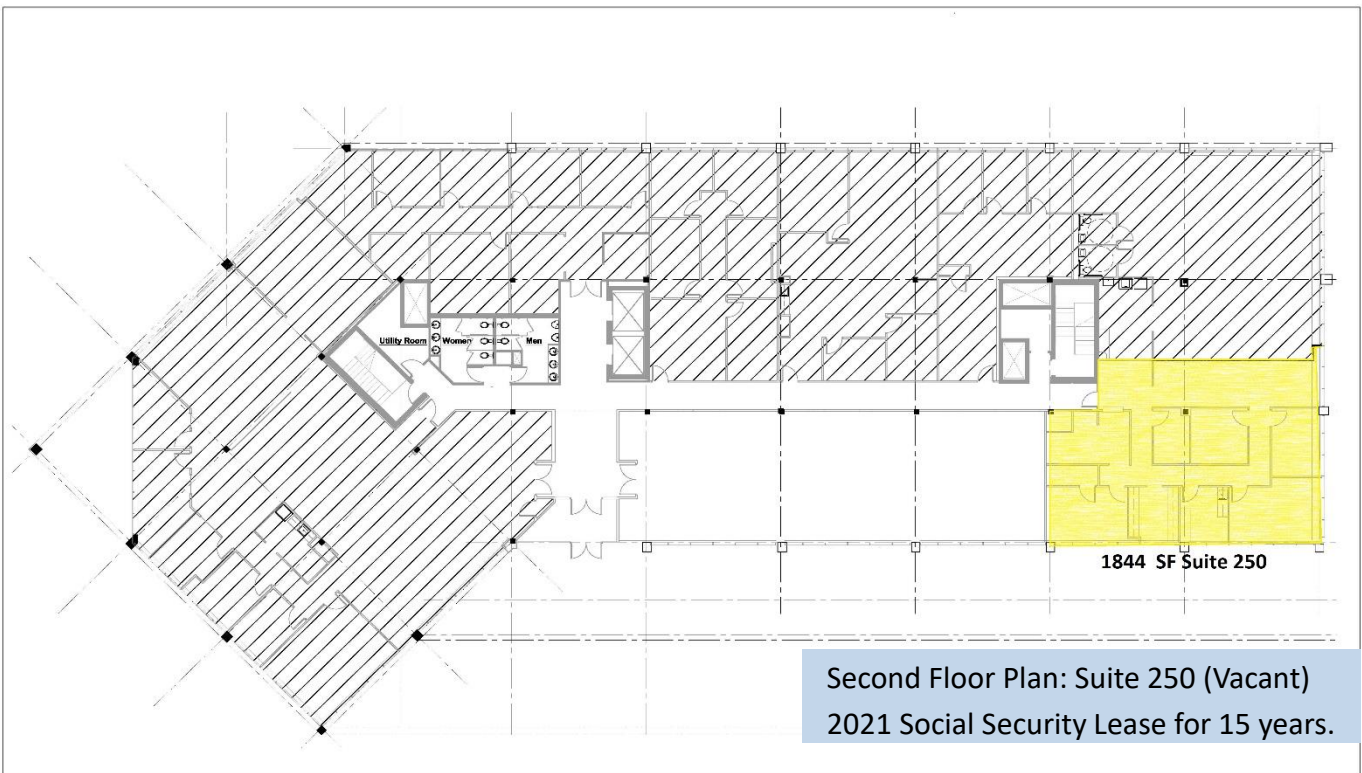 Utility Room
Women
Men
1844 SF Suite 250
Second Floor Plan: Suite 250 (Vacant)
2021 Social Security Lease for 15 years.